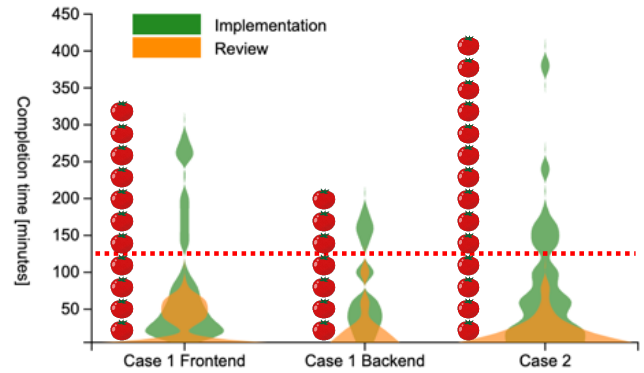 Implementation
Review
Completion time [minutes]
450
400
350
300
250
200
150
100
50
Case 1 Frontend
Case 1 Backend
Case 2